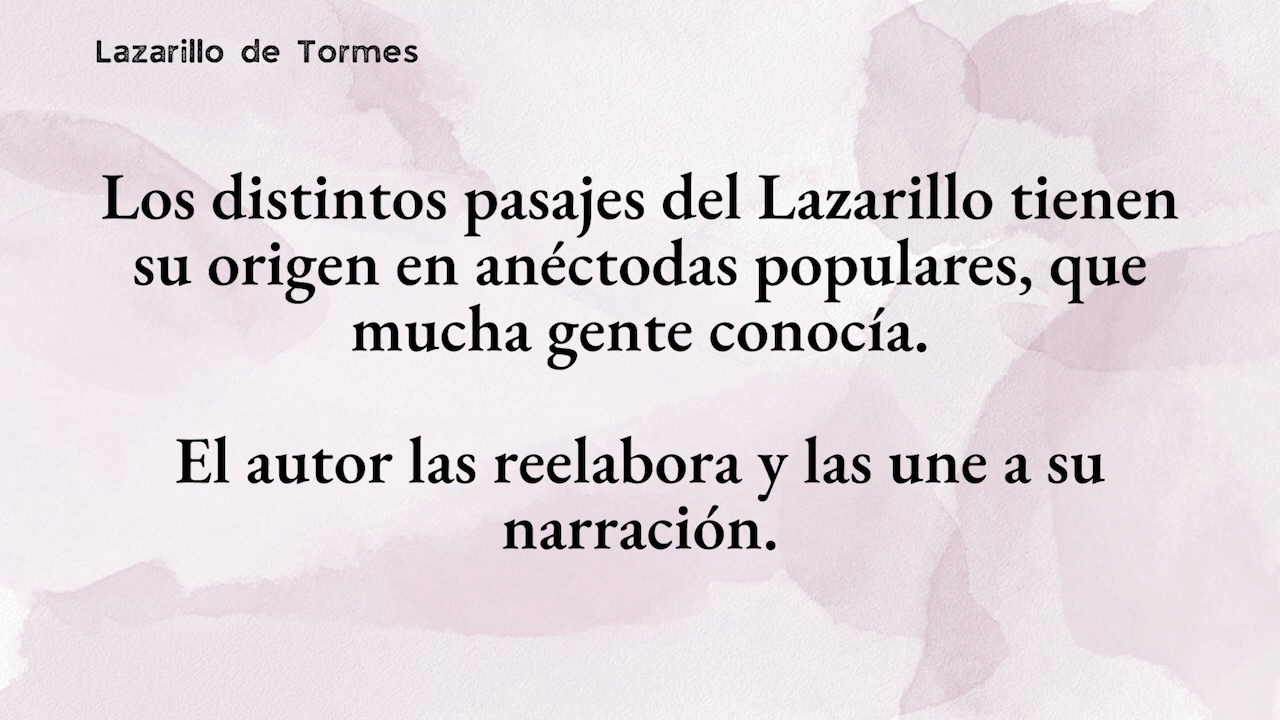 Lazarillo de Tormes
Los distintos pasajes del Lazarillo tienen
su origen en anéctodas populares, que
mucha gente conocía.
El autor las reelabora y las une a su
narración.